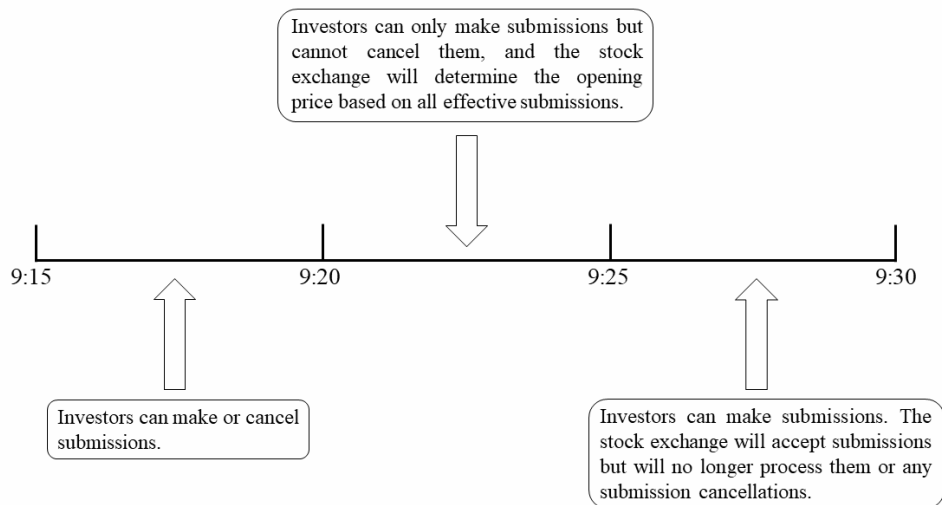 Investors can only make submissions but
cannot cancel them, and the stock
exchange will determine the opening
price based on all effective submissions.
9:15
9:20
9:25
9:30
Investors can make or cancel
submissions.
Investors can make submissions. The
stock exchange will accept submissions
but will no longer process them or any
submission cancellations.